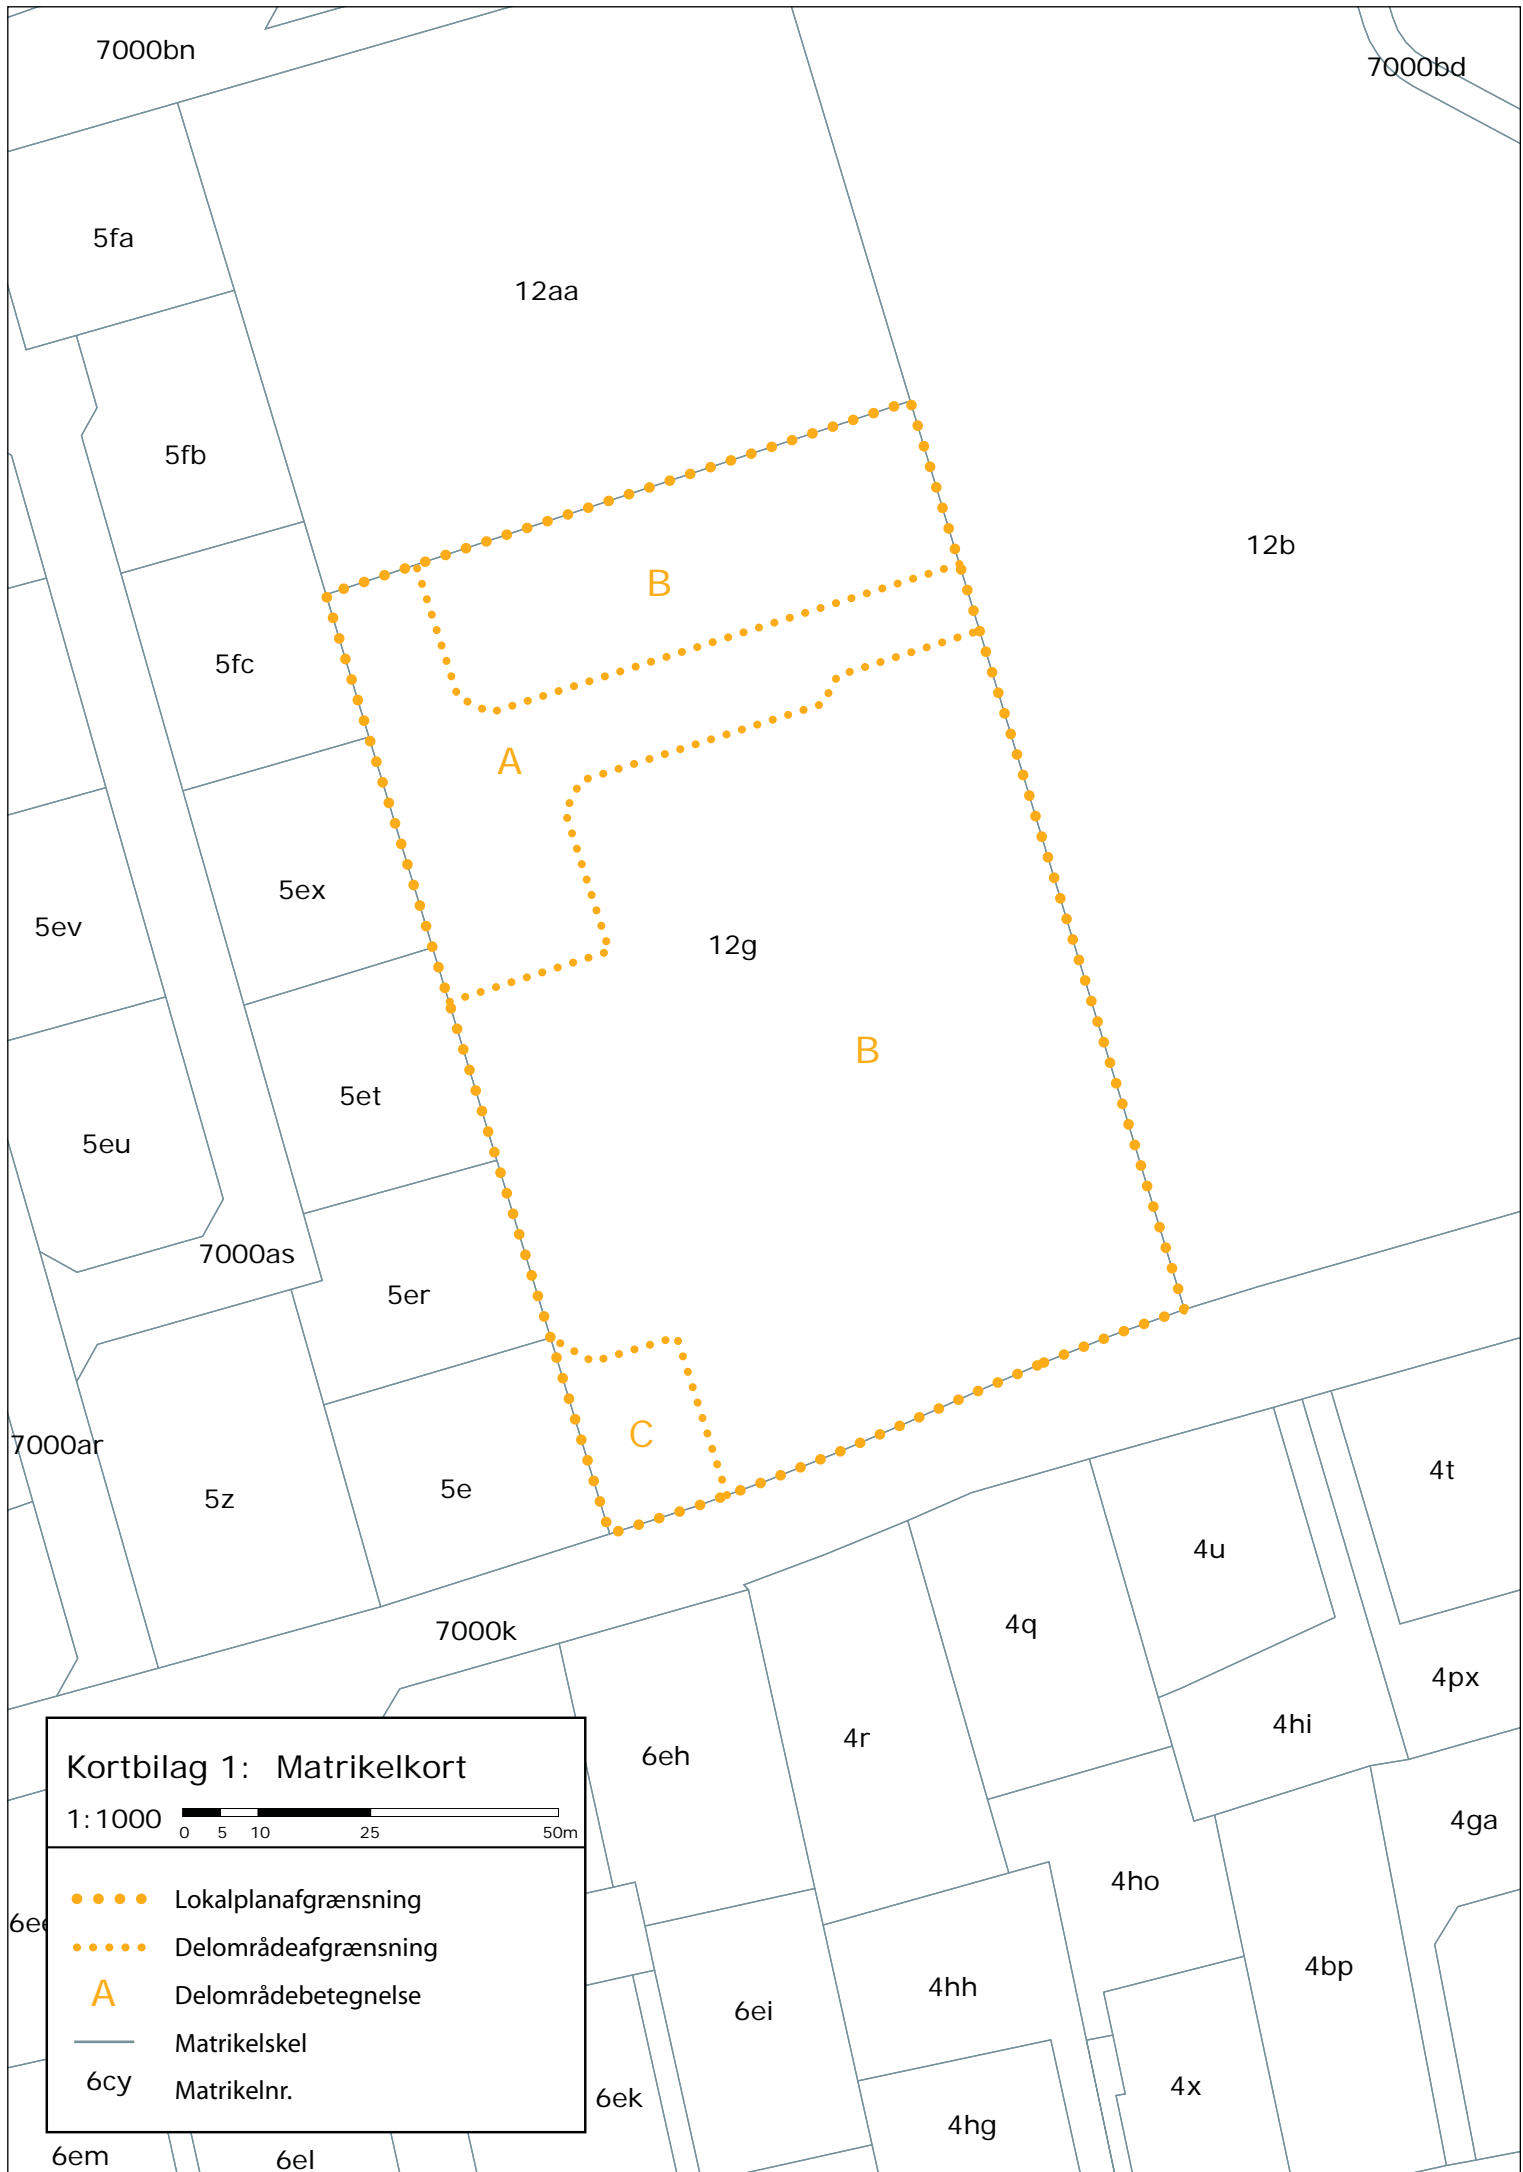 7000bn
7000bd
5fa
12aa
5fb
12b
B
5fc
A
5ex
5ev
12g
B
5et
5eu
7000as
5er
C
7000ar
4t
5e
5z
4u
4q
7000k
4px
4hi
4r
6eh
Kortbilag 1: Matrikelkort
1:1000
0 5 10 25 50m
4ga
4ho
Lokalplanafgrænsning
6ee
Delområdeafgrænsning
4bp
A Delområdebetegnelse
4hh
6ei
Matrikelskel
6cy Matrikelnr.
4x
6ek
4hg
6em
6el